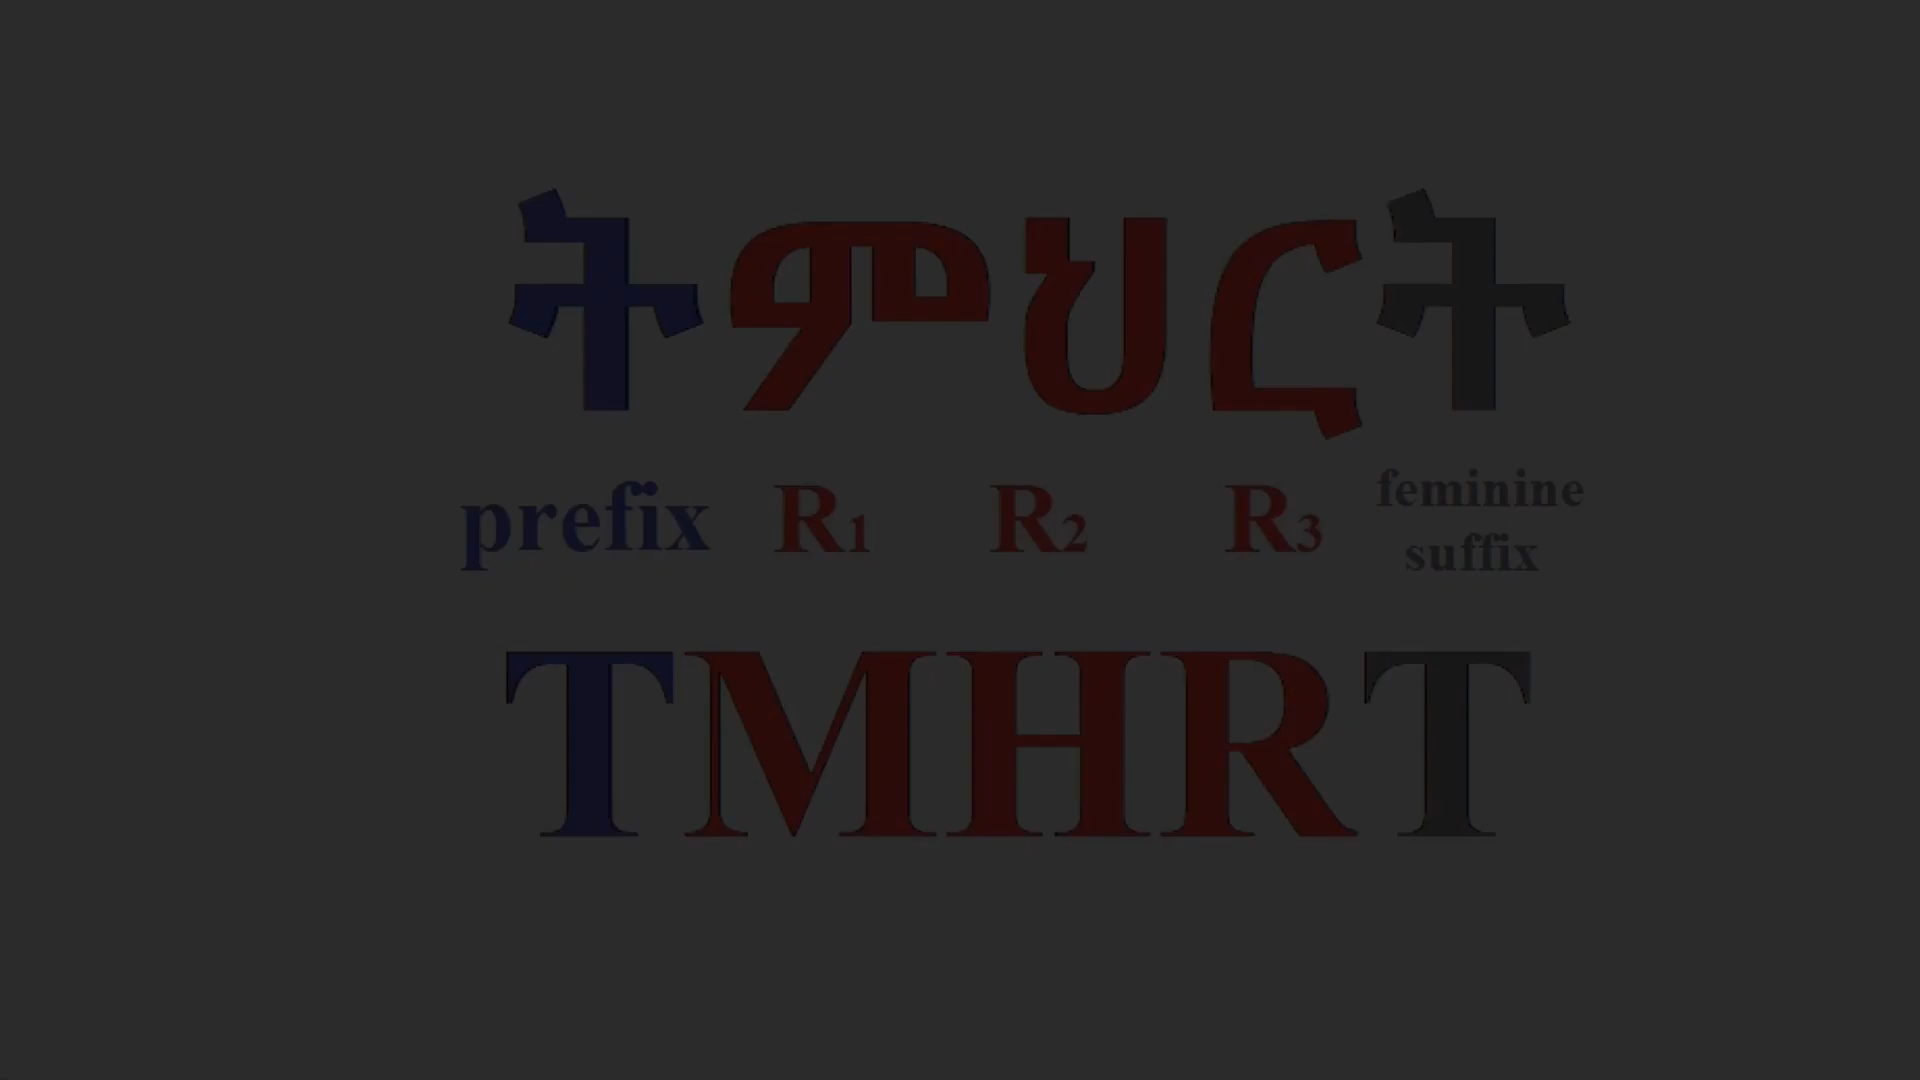 ትምህርት
prefix R1 R2 R3 feminine suffix
TMHRT